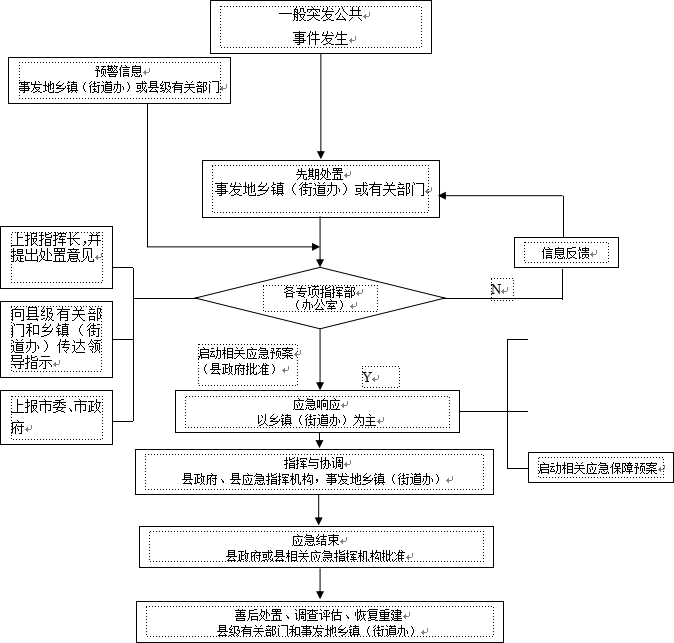 一般突发公共
事件发生
预警信息
事发地乡镇（街道办）或县级有关部门
先期处置
事发地乡镇（街道办）或有关部门
上报指挥长,并
提出处置意见
信息反馈
各专项指挥部
（办公室）
N
向县级有关部
门和乡镇（街
道办）传达领
导指示
启动相关应急预案
（县政府批准）
Y
上报市委、市政
府
应急响应
以乡镇（街道办）为主
指挥与协调
县政府、县应急指挥机构，事发地乡镇（街道办）
启动相关应急保障预案
应急结束
县政府或县相关应急指挥机构批准
善后处置、调查评估、恢复重建
县级有关部门和事发地乡镇（街道办）